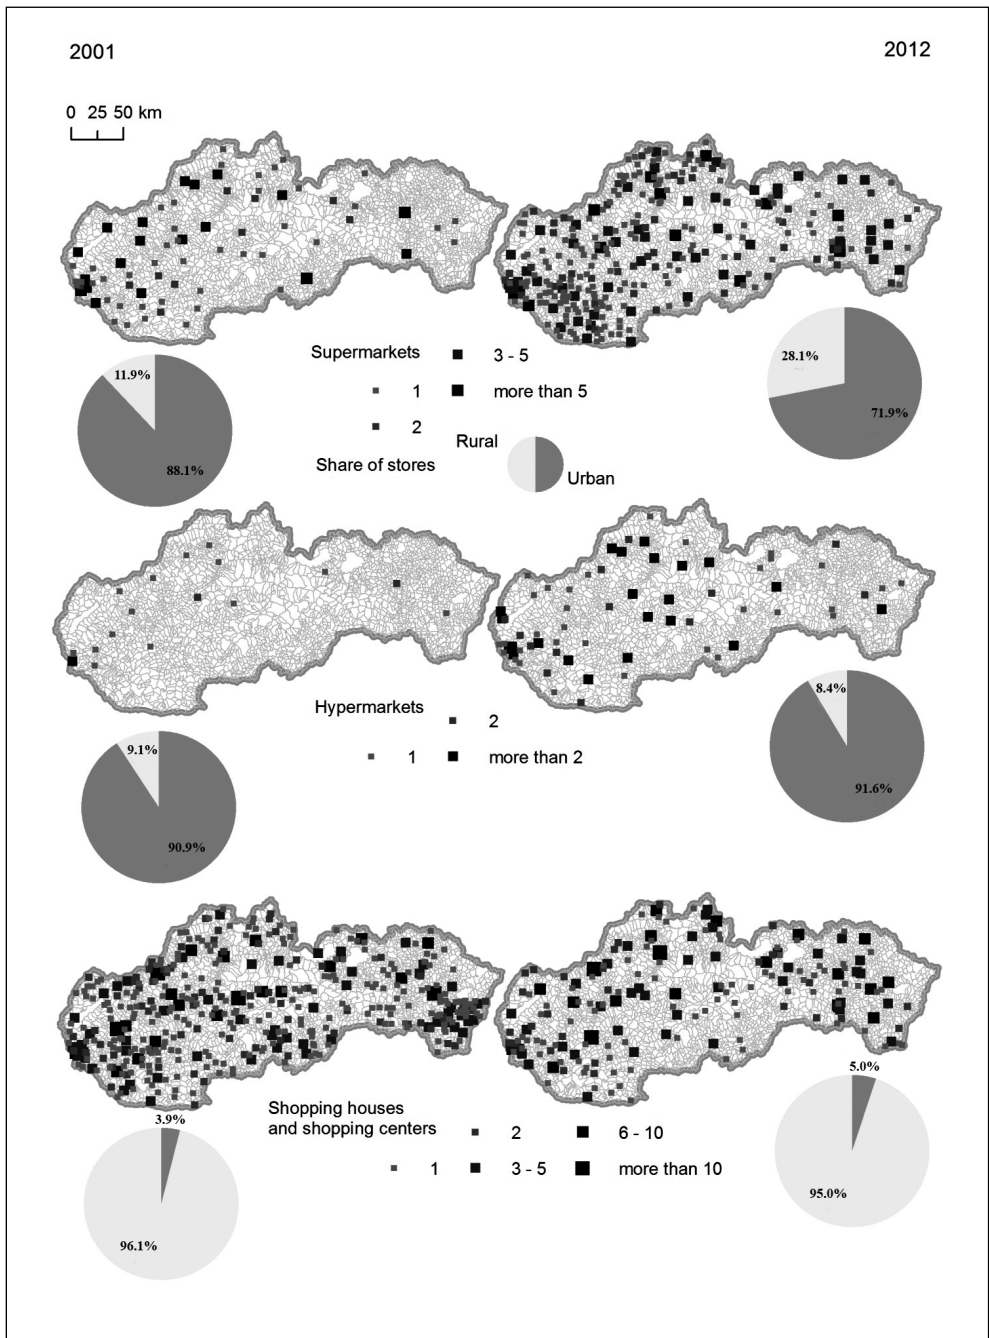 2001
2012
0 25 50 km
Supermarkets
3 - 5
1
more than 5
2
11.9%
88.1%
28.1%
71.9%
Share of stores
Rural
Urban
Hypermarkets
2
1
more than 2
9.1%
90.9%
8.4%
91.6%
Shopping houses
and shopping centers
2
6 - 10
1
3 - 5
more than 10
3.9%
96.1%
5.0%
95.0%